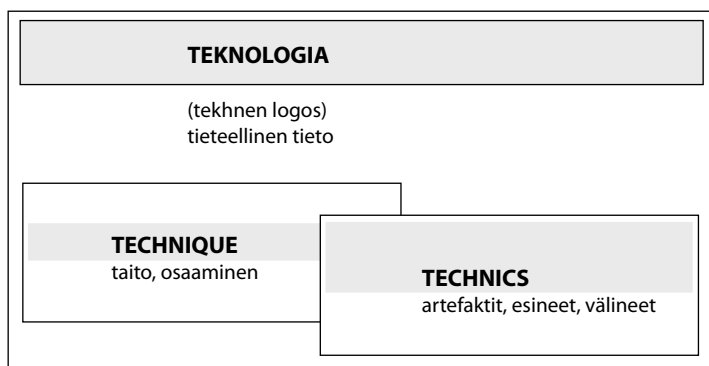 TEKNOLOGIA
(tekhnen logos)
tieteellinen tieto
TECHNIQUE
taito, osaaminen
TECHNICS
artefaktit, esineet, välineet